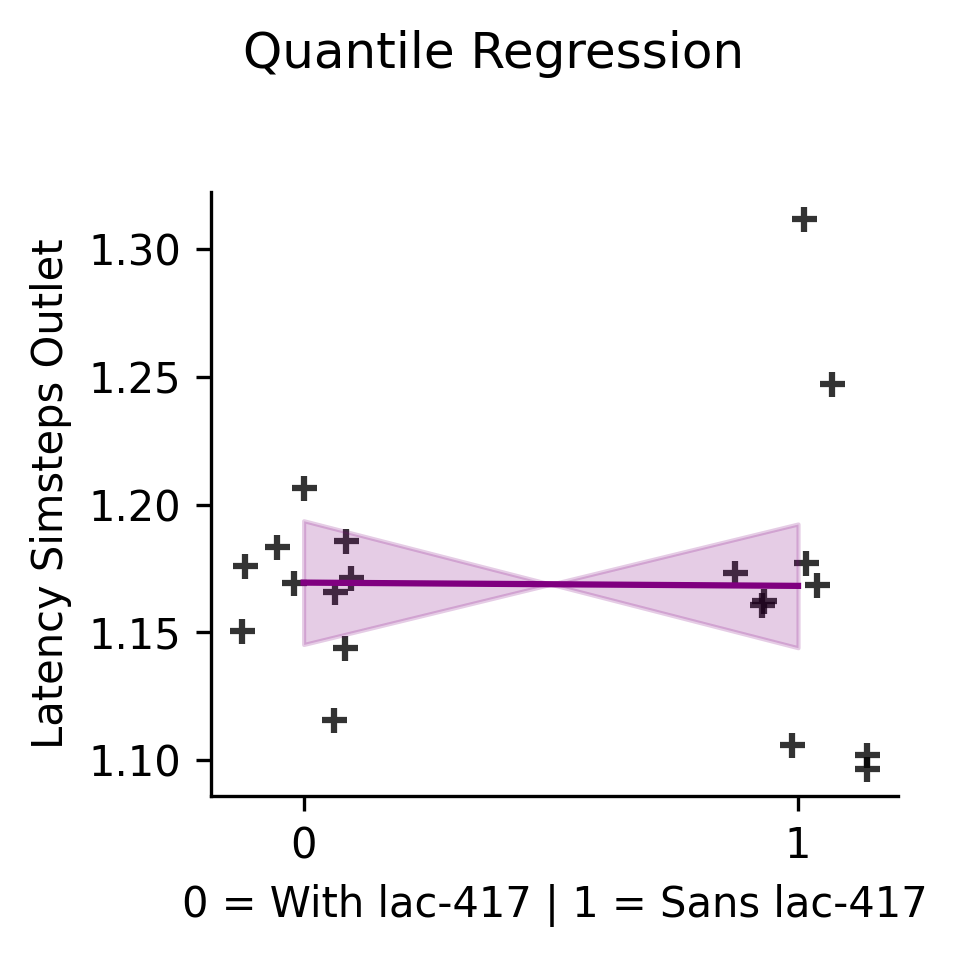 Quantile Regression
Latency Simsteps Outlet
1.30
1.25
1.20
1.15
1.10
0 1
0 = With lac-417 | 1 = Sans lac-417